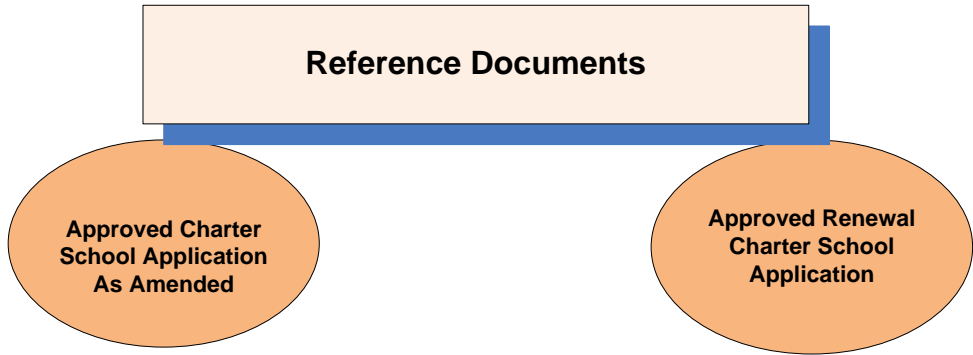 Reference Documents
Approved Charter
School Application
As Amended
Approved Renewal
Charter School
Application